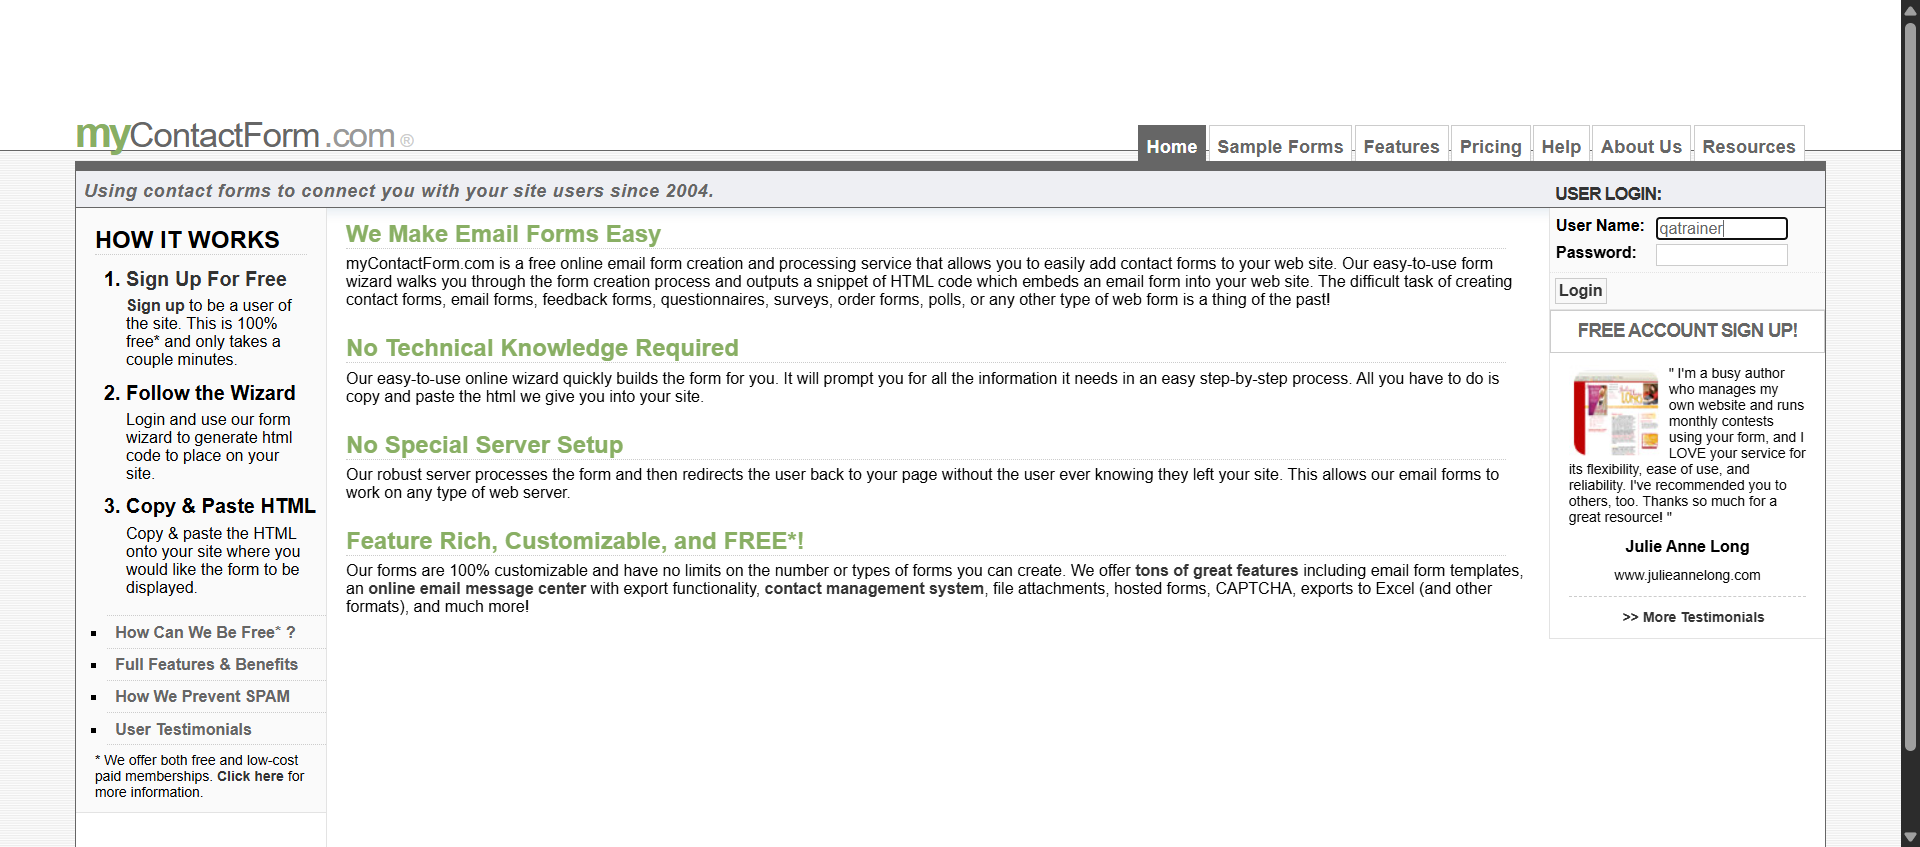 myContactForm.com ®
Home
Sample Forms
Features
Pricing
Help
About Us
Resources
Using contact forms to connect you with your site users since 2004.
HOW IT WORKS
1. Sign Up For Free
Sign up to be a user of
the site. This is 100%
free* and only takes a
couple minutes.
2. Follow the Wizard
Login and use our form
wizard to generate html
code to place on your
site.
3. Copy & Paste HTML
Copy & paste the HTML
onto your site where you
would like the form to be
displayed.
How Can We Be Free* ?
Full Features & Benefits
How We Prevent SPAM
User Testimonials
* We offer both free and low-cost
paid memberships. Click here for
more information.
We Make Email Forms Easy
myContactForm.com is a free online email form creation and processing service that allows you to easily add contact forms to your web site. Our easy-to-use form
wizard walks you through the form creation process and outputs a snippet of HTML code which embeds an email form into your web site. The difficult task of creating
contact forms, email forms, feedback forms, questionnaires, surveys, order forms, polls, or any other type of web form is a thing of the past!
No Technical Knowledge Required
Our easy-to-use online wizard quickly builds the form for you. It will prompt you for all the information it needs in an easy step-by-step process. All you have to do is
copy and paste the html we give you into your site.
No Special Server Setup
Our robust server processes the form and then redirects the user back to your page without the user ever knowing they left your site. This allows our email forms to
work on any type of web server.
Feature Rich, Customizable, and FREE*!
Our forms are 100% customizable and have no limits on the number or types of forms you can create. We offer tons of great features including email form templates,
an online email message center with export functionality, contact management system, file attachments, hosted forms, CAPTCHA, exports to Excel (and other
formats), and much more!
USER LOGIN:
User Name: qatrainer
Password:
Login
FREE ACCOUNT SIGN UP!
" I'm a busy author
who manages my
own website and runs
monthly contests
using your form, and I
LOVE your service for
its flexibility, ease of use, and
reliability. I've recommended you to
others, too. Thanks so much for a
great resource! "
Julie Anne Long
www.julieannelong.com
>> More Testimonials